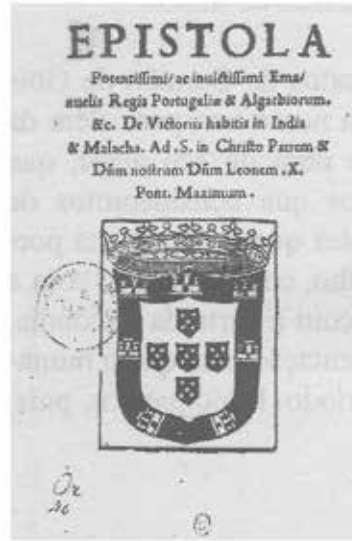 EPISTOLA
Potentissimi/ ac inuictissimi Ema/
nuelis Regis Portugaliæ & Algarbiorum.
&c. De Victoriis habitis in India
& Malacha. Ad .S. in Christo Patrem &
Dñm nostrum Dñm Leonem .X.
Pont. Maximum.